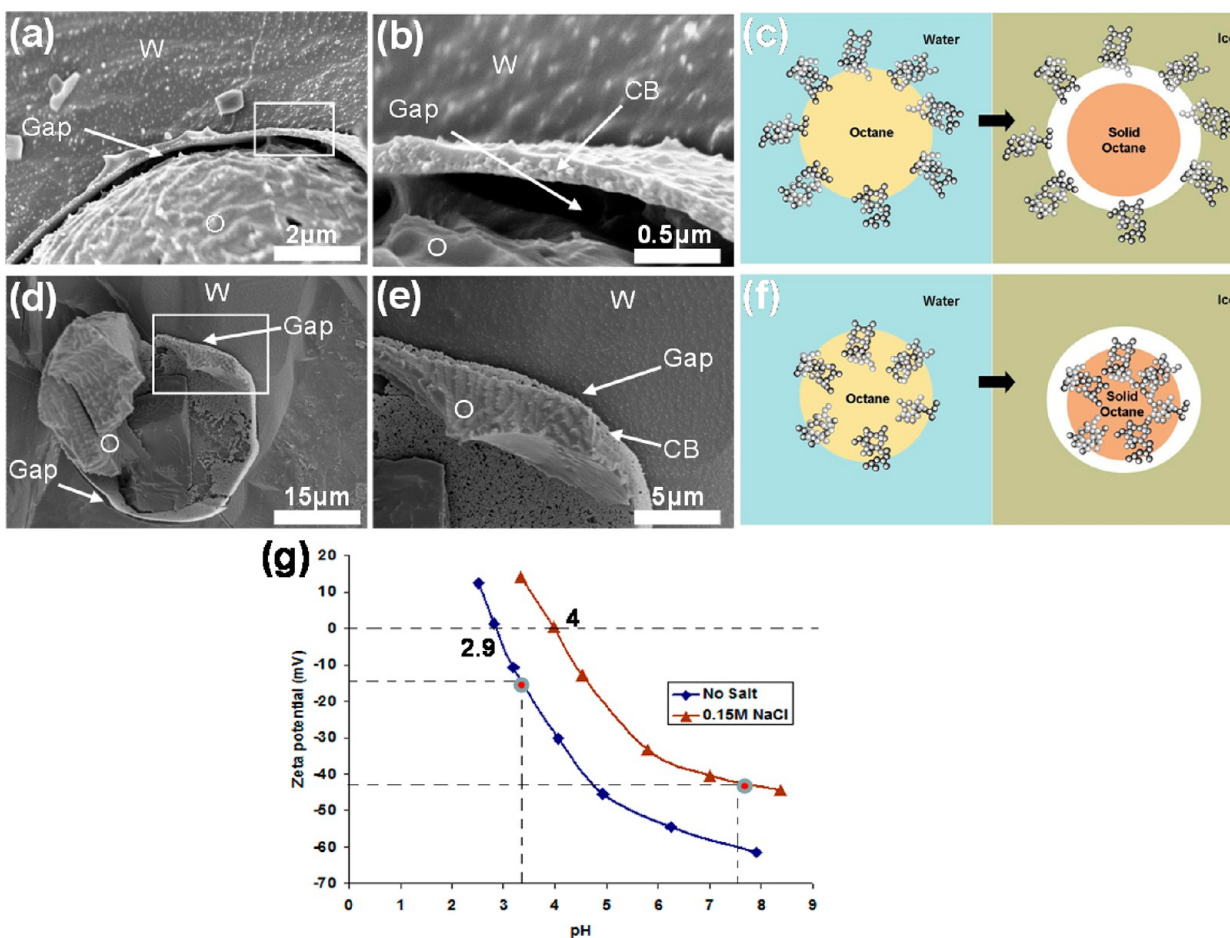 (a)
W
Gap
O
2µm
(b)
W
CB
Gap
O
0.5µm
(c)
Water
Octane
Ice
Solid
Octane
(d)
W
Gap
O
Gap
15µm
(e)
W
Gap
O
CB
5µm
(f)
Water
Octane
Ice
Solid
Octane
(g)
Zeta potential (mV)
20
10
0
-10
-20
-30
-40
-50
-60
-70
2.9
4
No Salt
0.15M NaCl
0 1 2 3 4 5 6 7 8 9
pH